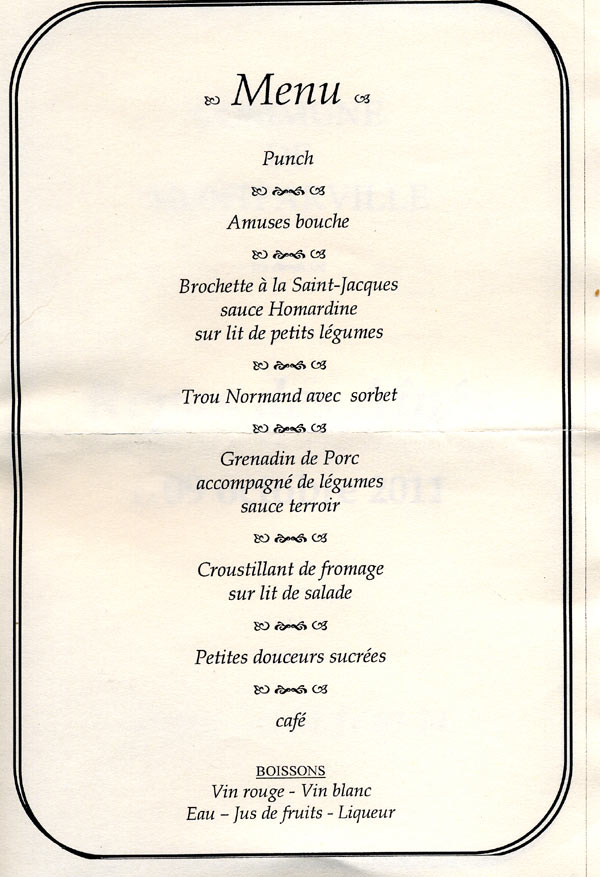 Menu
Punch
Amuses bouche
Brochette à la Saint-Jacques
sauce Homardine
sur lit de petits légumes
Trou Normand avec sorbet
Grenadin de Porc
accompagné de légumes
sauce terroir
Croustillant de fromage
sur lit de salade
Petites douceurs sucrées
café
BOISSONS
Vin rouge - Vin blanc
Eau – Jus de fruits - Liqueur